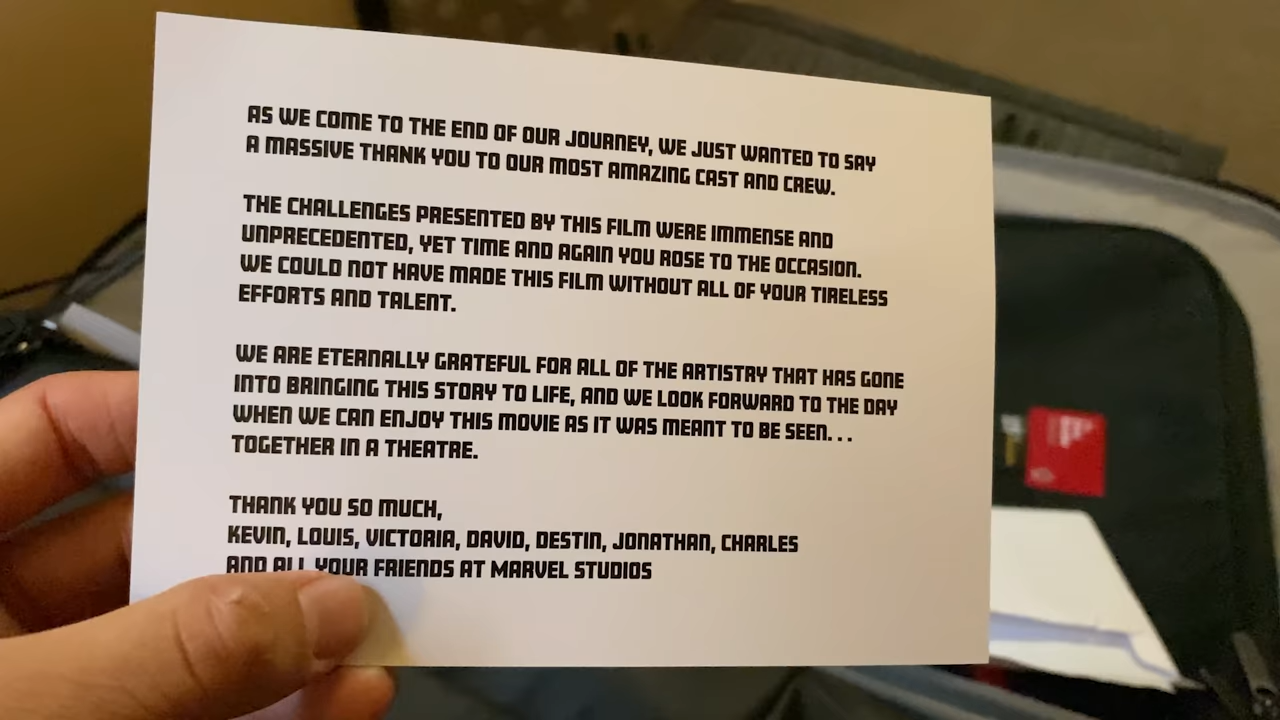 AS WE COME TO THE END OF OUR JOURNEY, WE JUST WANTED TO SAY
A MASSIVE THANK YOU TO OUR MOST AMAZING CAST AND CREW.
THE CHALLENGES PRESENTED BY THIS FILM WERE IMMENSE AND
UNPRECEDENTED, YET TIME AND AGAIN YOU ROSE TO THE OCCASION.
WE COULD NOT HAVE MADE THIS FILM WITHOUT ALL OF YOUR TIRELESS
EFFORTS AND TALENT.
WE ARE ETERNALLY GRATEFUL FOR ALL OF THE ARTISTRY THAT HAS GONE
INTO BRINGING THIS STORY TO LIFE, AND WE LOOK FORWARD TO THE DAY
WHEN WE CAN ENJOY THIS MOVIE AS IT WAS MEANT TO BE SEEN...
TOGETHER IN A THEATRE.
THANK YOU SO MUCH,
KEVIN, LOUIS, VICTORIA, DAVID, DESTIN, JONATHAN, CHARLES
AND ALL YOUR FRIENDS AT MARVEL STUDIOS